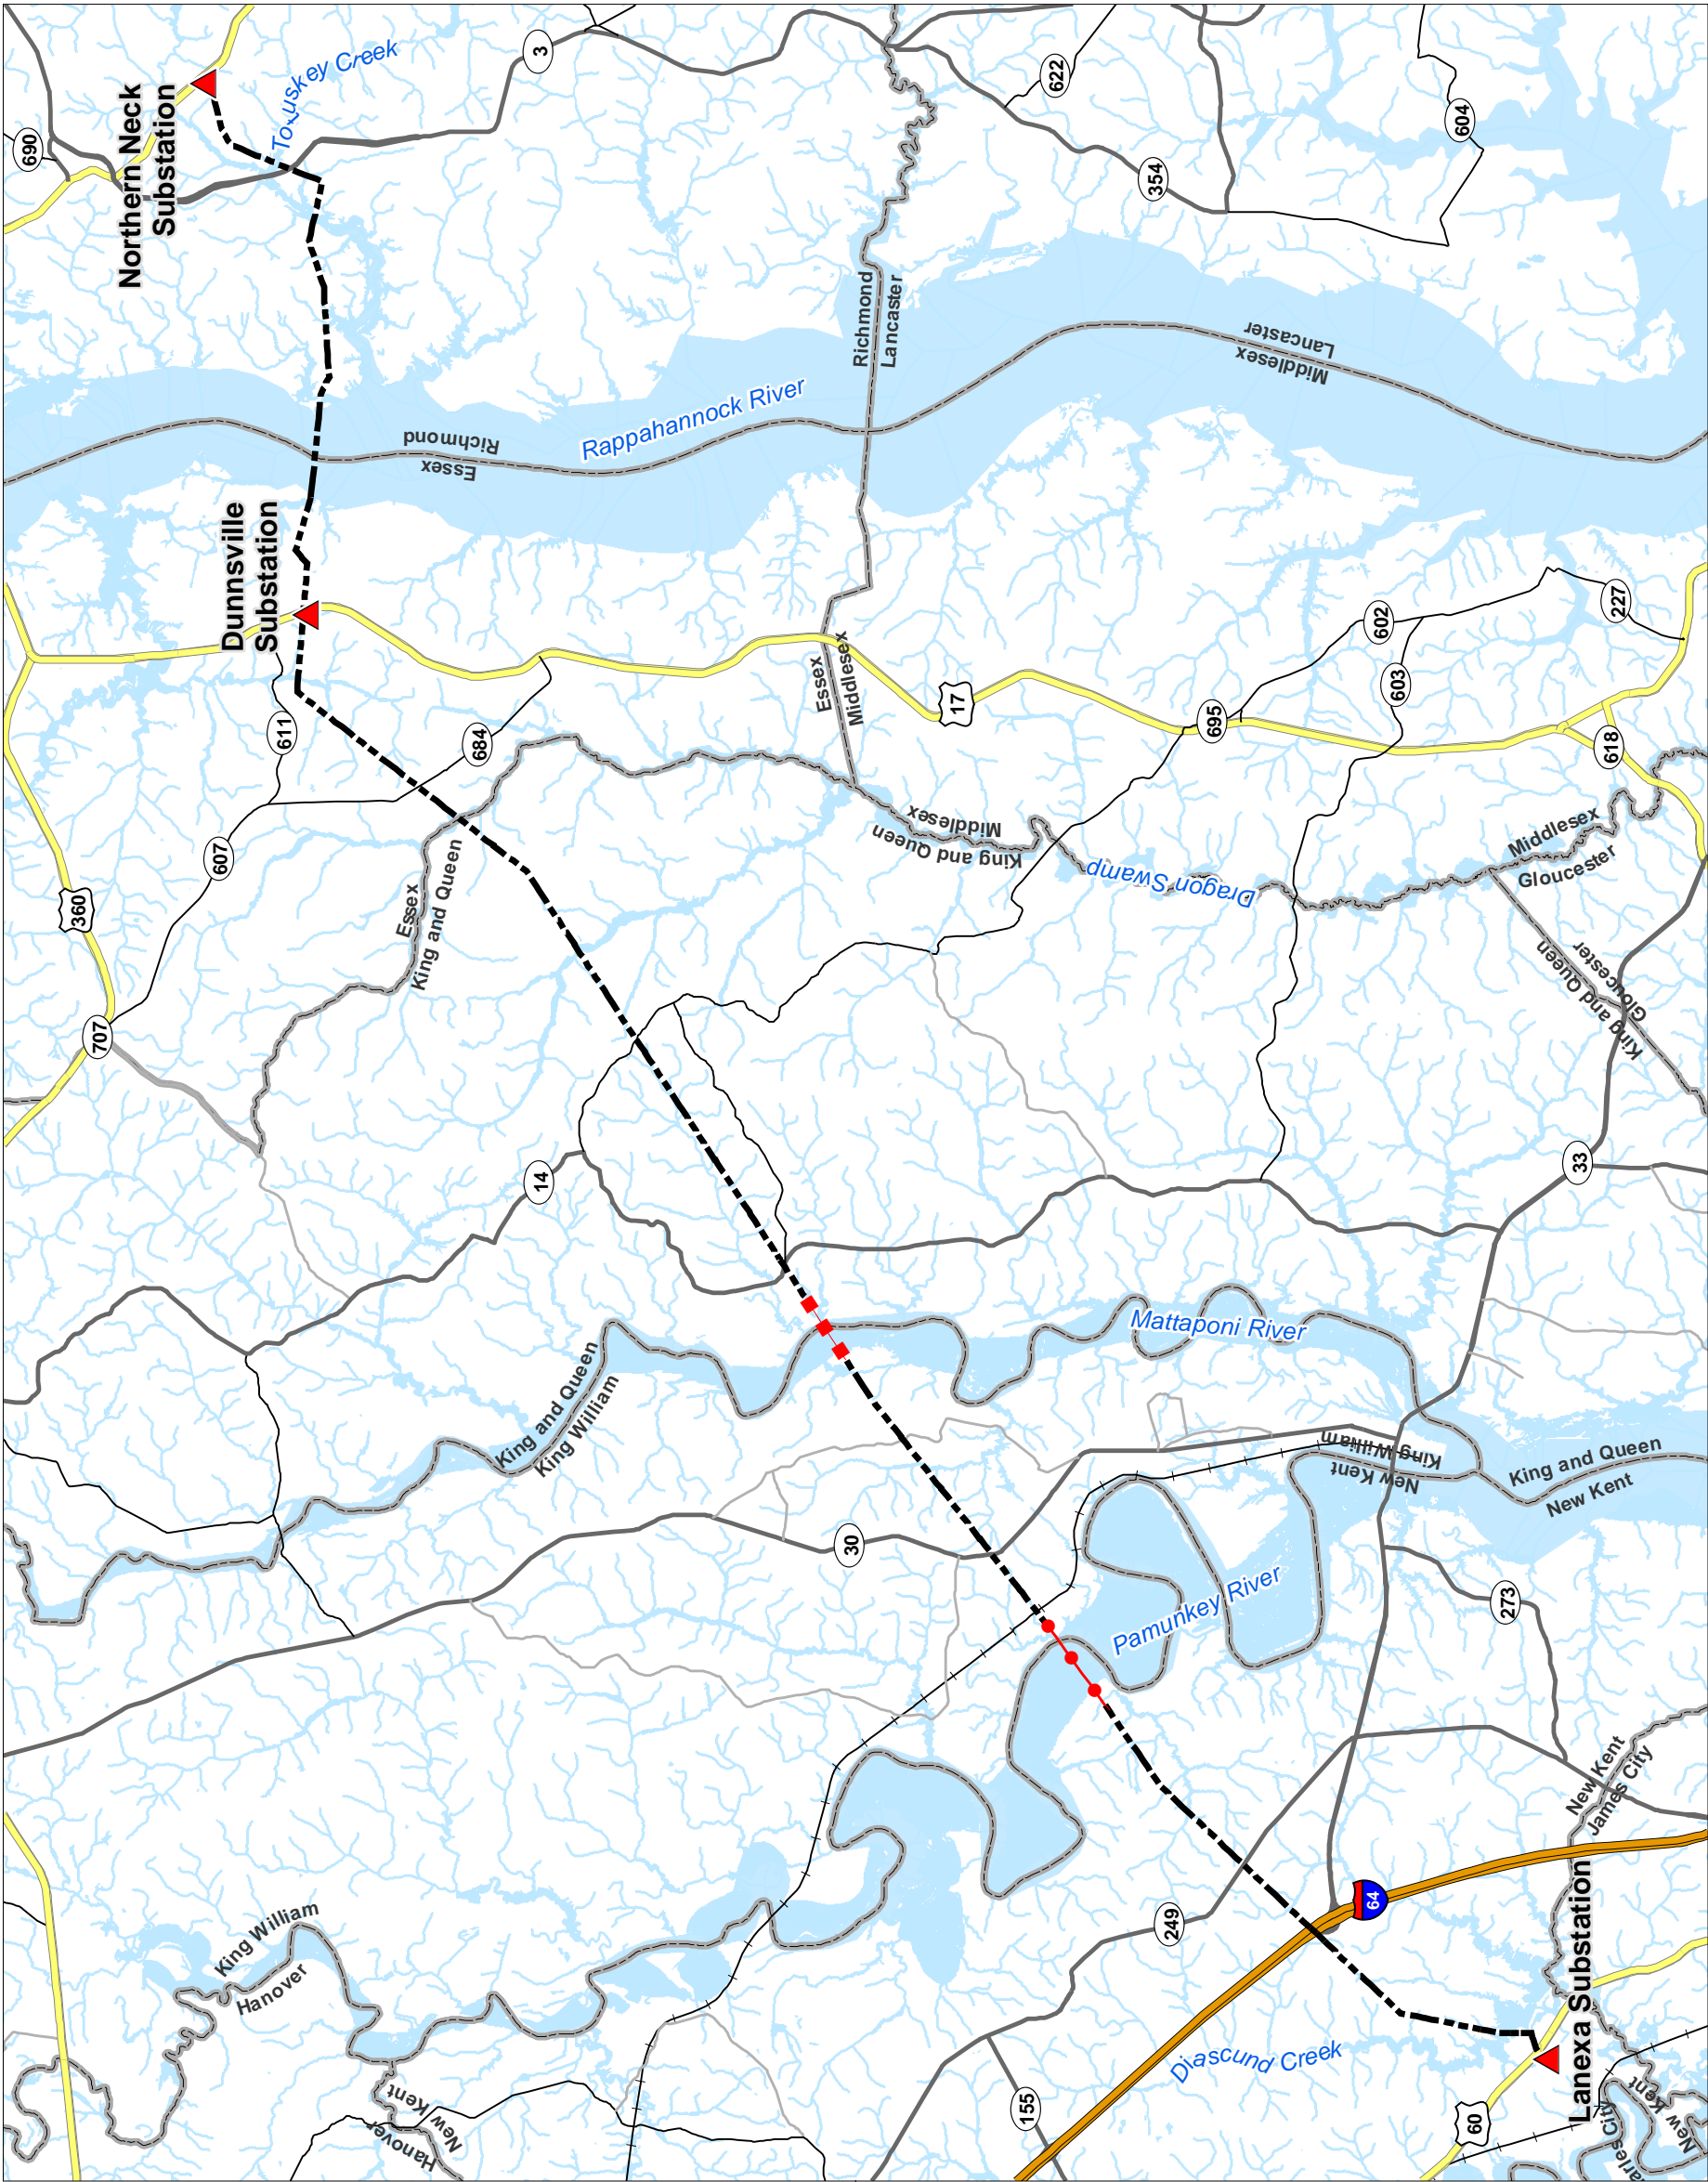 690
Northern Neck
Substation
Totuskey Creek
3
622
604
354
Richmond
Lancaster
Lancaster
Middlesex
Rappahannock River
Richmond
Essex
Dunnsville
Substation
611
684
607
360
707
Essex
Middlesex
17
602
227
603
695
618
Middlesex
King and Queen
Dragon Swamp
Middlesex
Gloucester
King and Queen
Gloucester
Essex
King and Queen
14
33
Mattaponi River
King and Queen
King William
King William
New Kent
King and Queen
New Kent
30
273
Pamunkey River
New Kent
James City
64
249
King William
Hanover
Diascund Creek
155
60
Lanexa Substation
Hanover
New Kent
New Kent